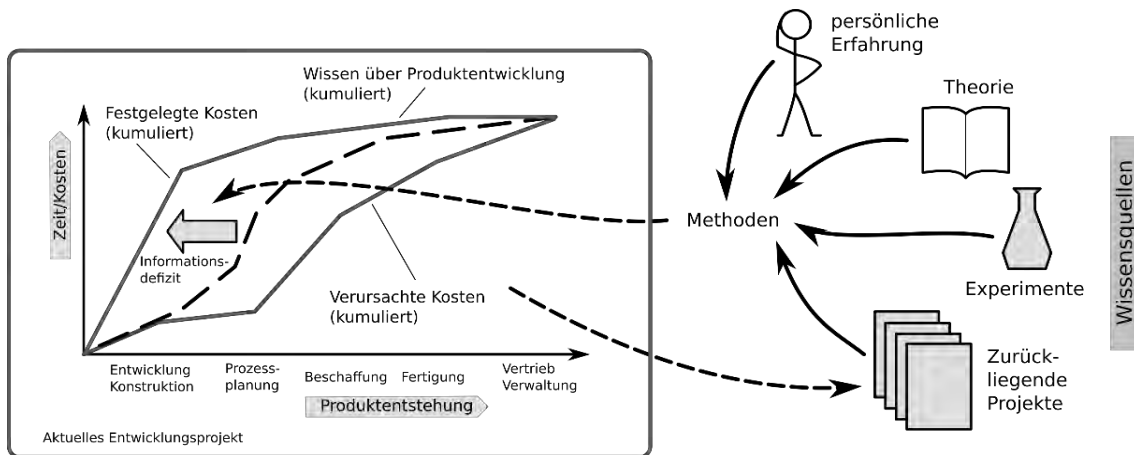 persönliche
Erfahrung
Wissen über Produktentwicklung
(kumuliert)
Festgelegte Kosten
(kumuliert)
Theorie
Zeit/Kosten
Wissensquellen
Methoden
Informations-
defizit
Verursachte Kosten
(kumuliert)
Experimente
Entwicklung
Konstruktion
Prozess-
planung
Beschaffung
Fertigung
Vertrieb
Verwaltung
Zurück-
liegende
Projekte
Produktentstehung
Aktuelles Entwicklungsprojekt